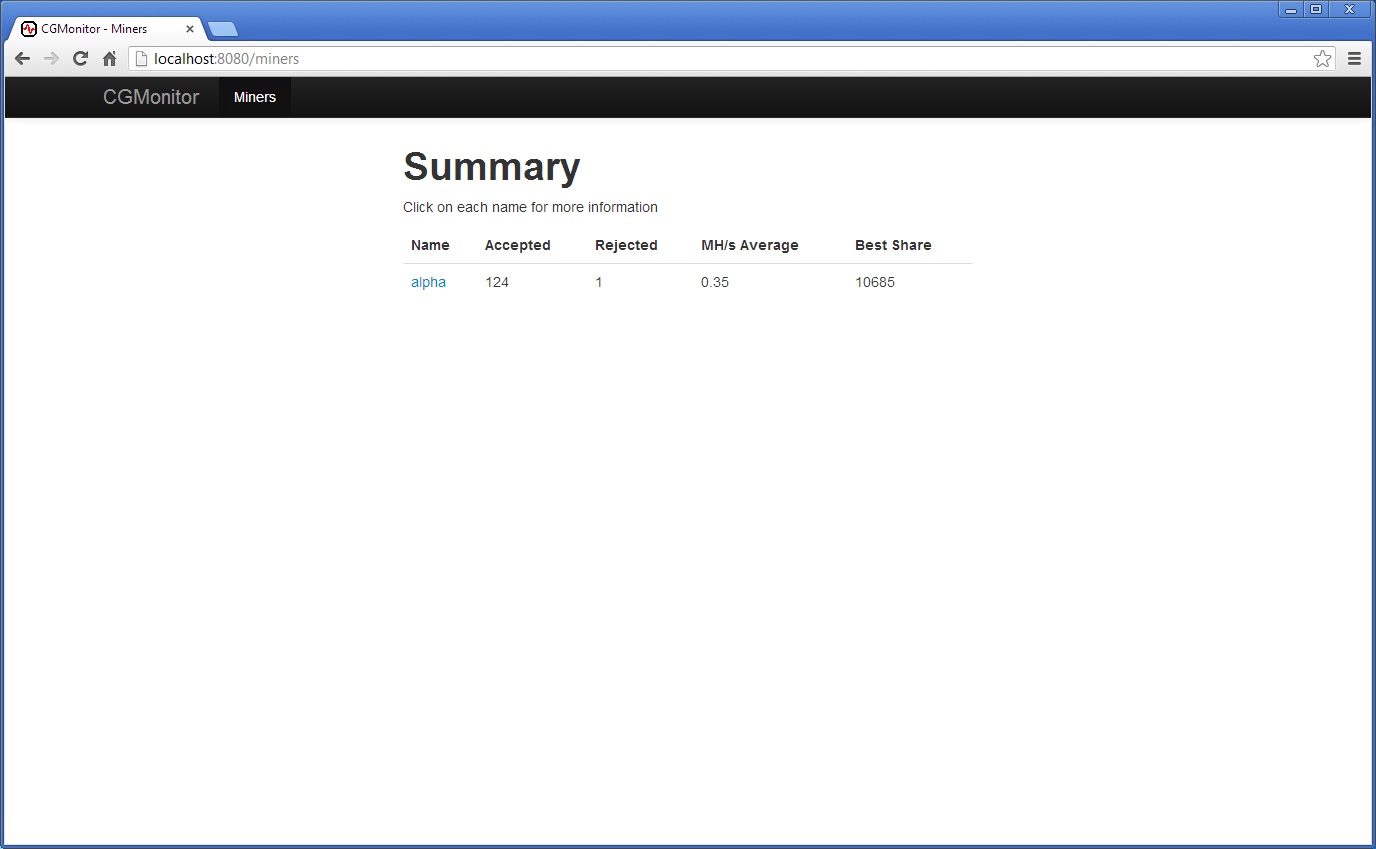 CGMonitor - Miners
localhost:8080/miners
CGMonitor Miners
Summary
Click on each name for more information
Name Accepted Rejected MH/s Average Best Share
alpha 124 1 0.35 10685